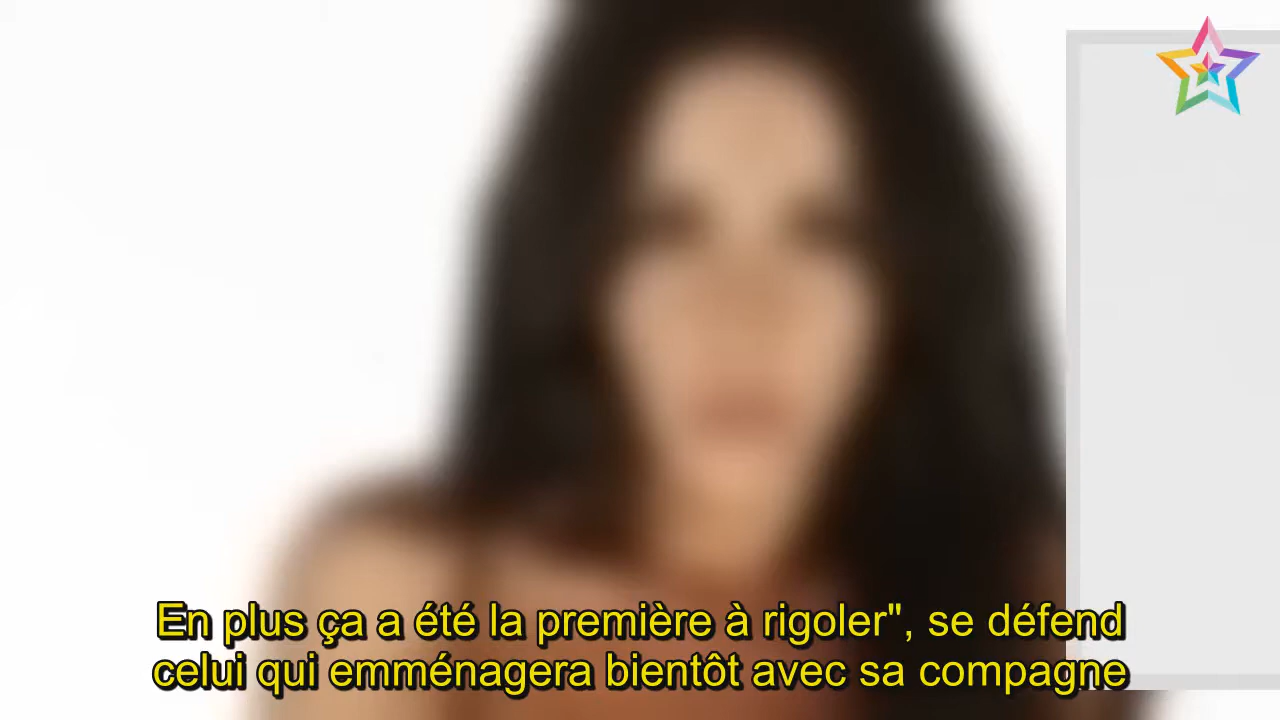 En plus ça a été la première à rigoler", se défend
celui qui emménagera bientôt avec sa compagne